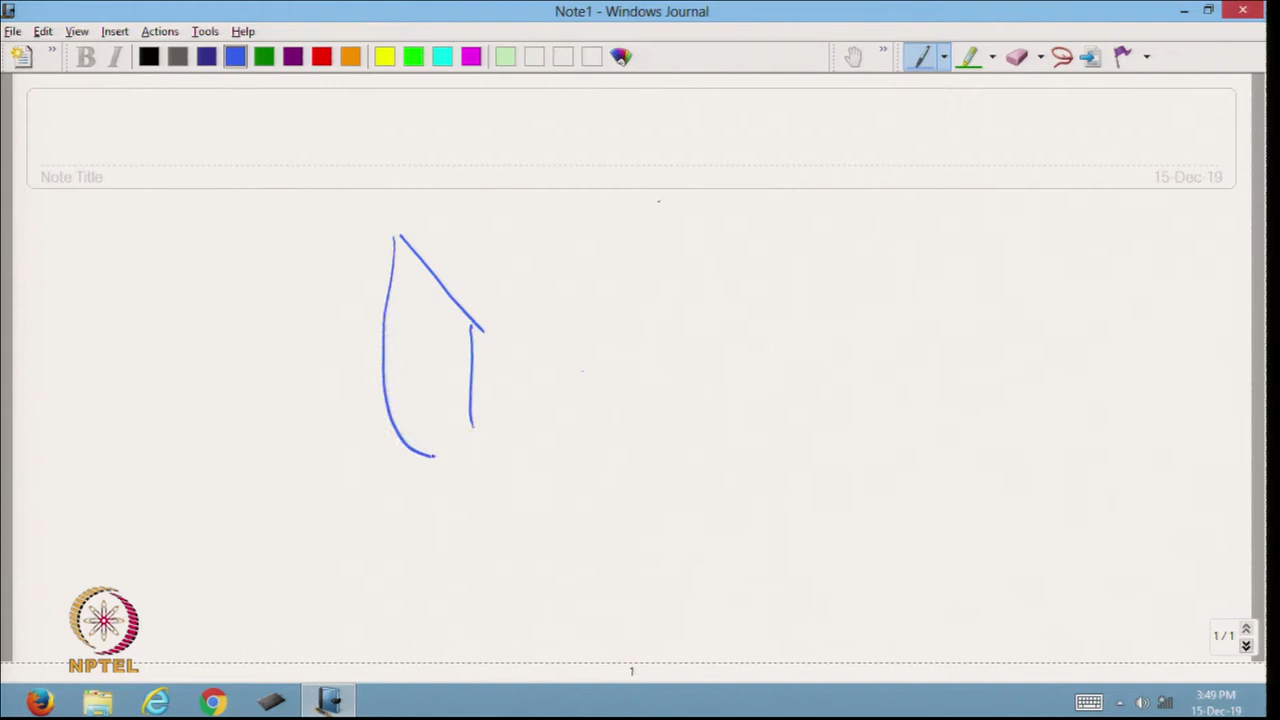 Note1 - Windows Journal
File Edit View Insert Actions Tools Help
B I
Note Title
15-Dec-19
1 / 1
NPTEL
1
3:49 PM
15-Dec-19